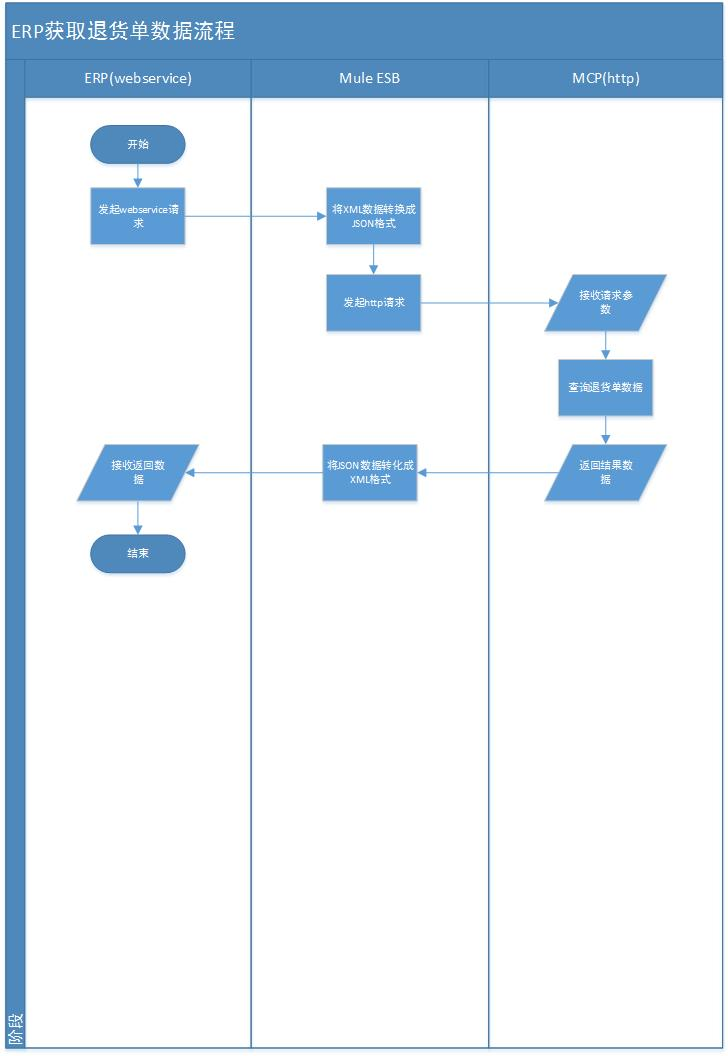 ERP获取退货单数据流程
ERP(webservice)
Mule ESB
MCP(http)
开始
发起webservice请
求
将XML数据转换成
JSON格式
发起http请求
接收请求参
数
查询退货单数据
接收返回数
据
将JSON数据转化成
XML格式
返回结果数
据
结束
阶段